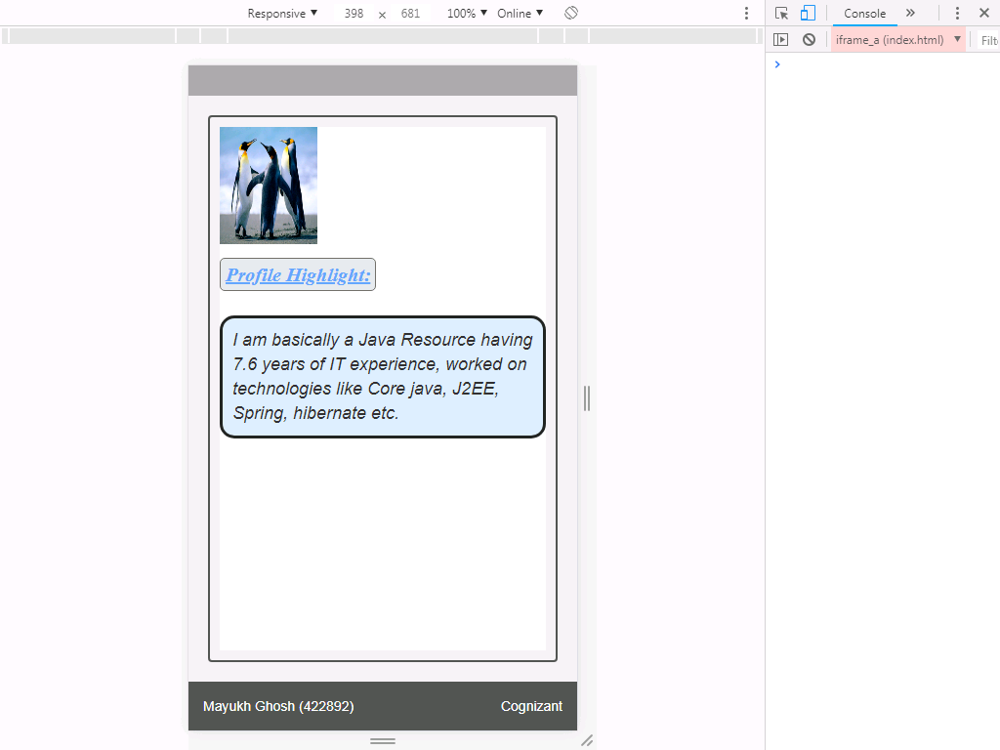 Responsive ▼ 398 × 681 100% ▼ Online ▼
Console »
iframe_a (index.html) ▼ Filt
Profile Highlight:
I am basically a Java Resource having
7.6 years of IT experience, worked on
technologies like Core java, J2EE,
Spring, hibernate etc.
Mayukh Ghosh (422892) Cognizant